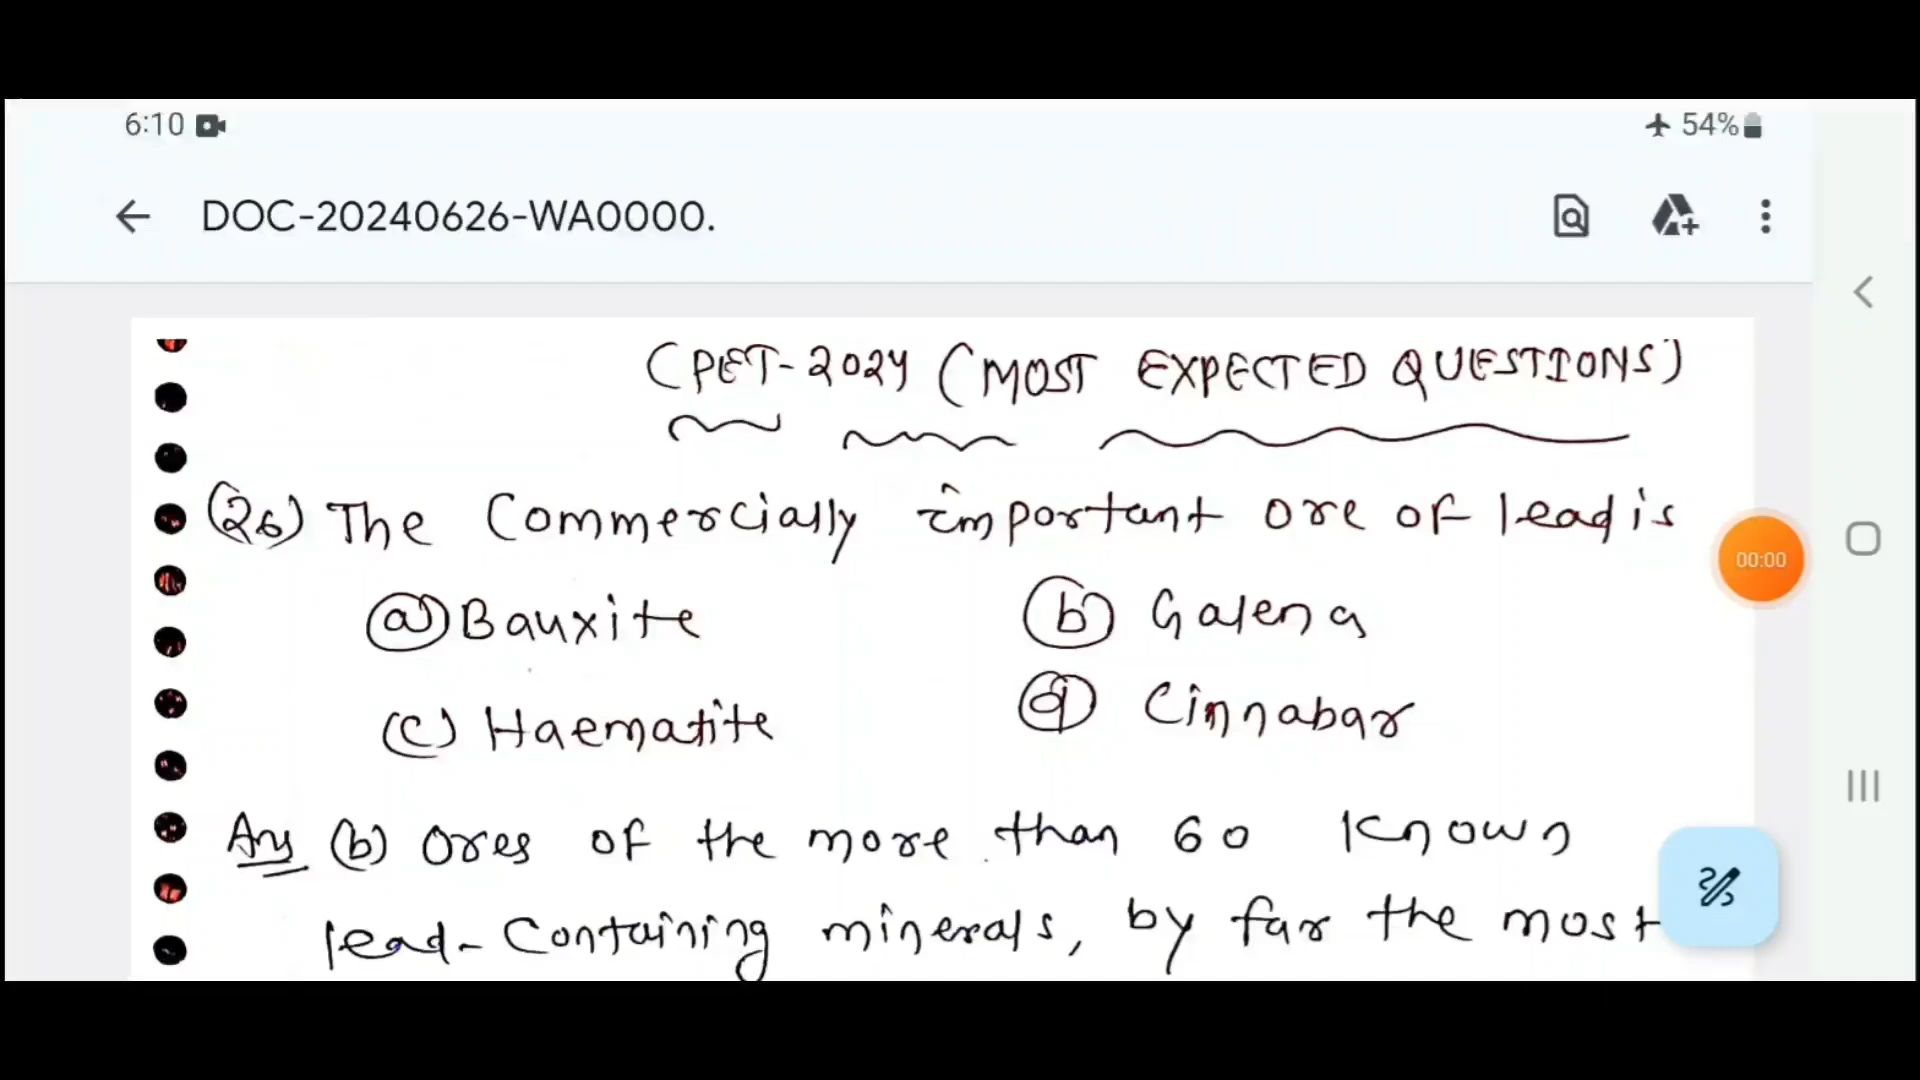 6:10
54%
DOC-20240626-WA0000.
CPET-2024 (MOST EXPECTED QUESTIONS)
(26) The Commercially important ore of lead is
(a) Bauxite
(b) Galena
(c) Haematite
(d) Cinnabar
00:00
Ans (b) Ores of the more than 60 known
lead-containing minerals, by far the most